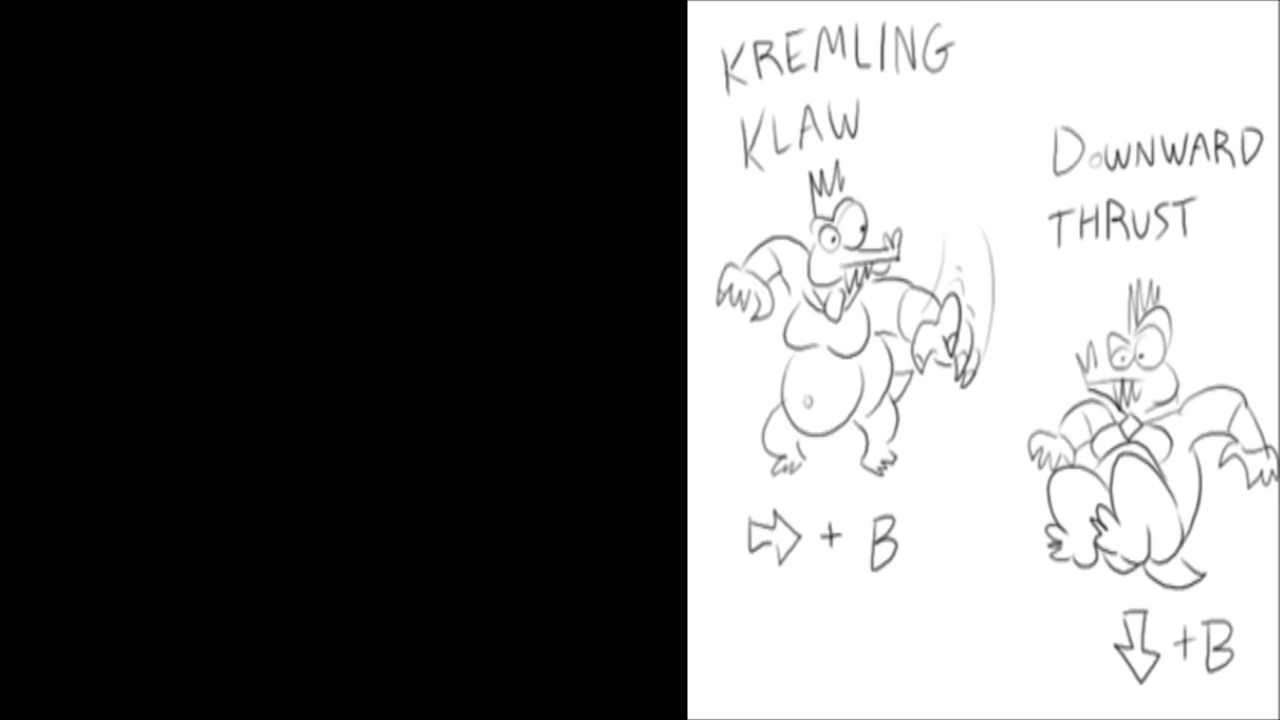 KREMLING
KLAW
+ B
DoWNWARD
THRUST
+ B